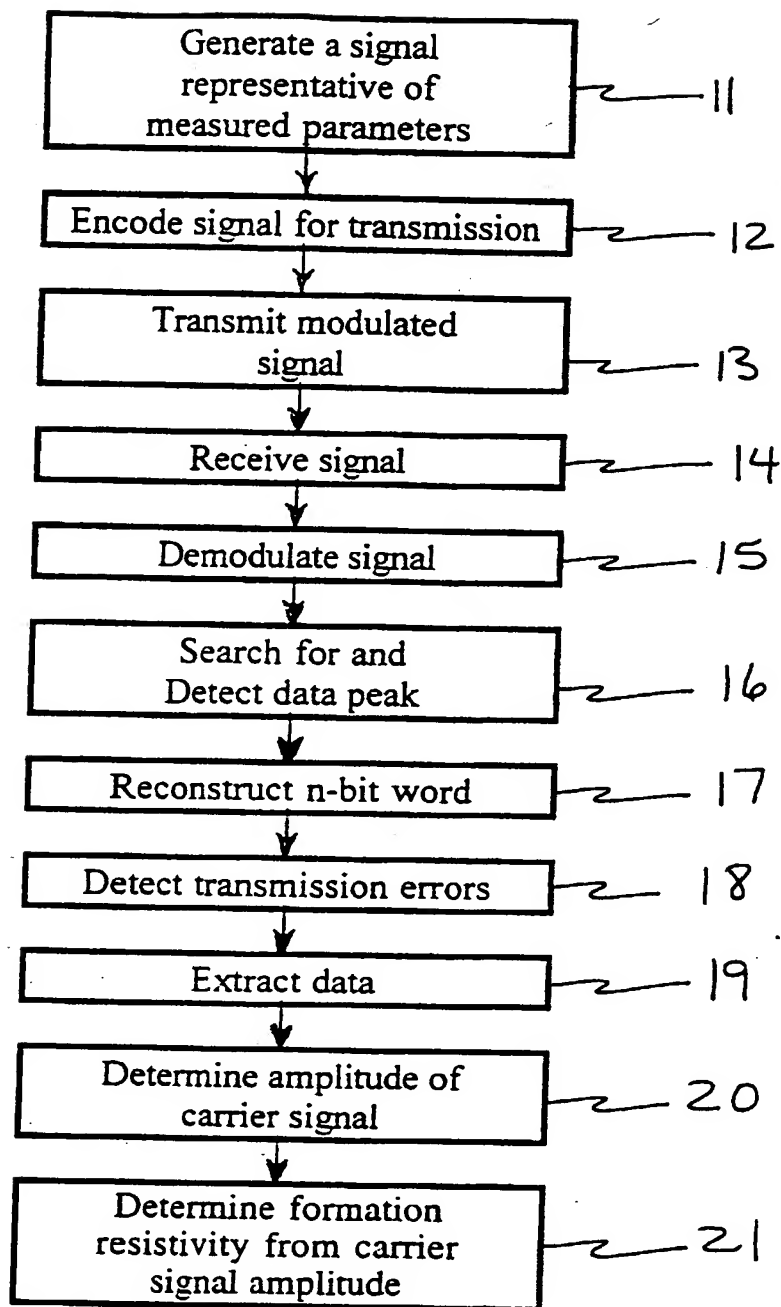 Generate a signal
representative of
measured parameters
11
Encode signal for transmission
12
Transmit modulated
signal
13
Receive signal
14
Demodulate signal
15
Search for and
Detect data peak
16
Reconstruct n-bit word
17
Detect transmission errors
18
Extract data
19
Determine amplitude of
carrier signal
20
Determine formation
resistivity from carrier
signal amplitude
21